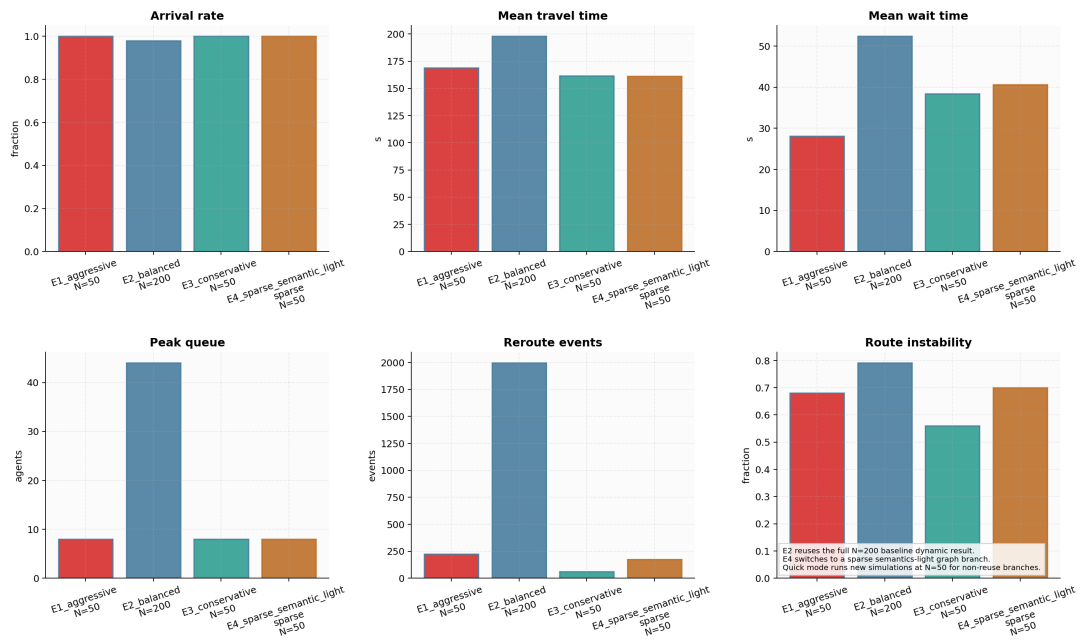 Arrival rate
fraction
1.0
0.8
0.6
0.4
0.2
0.0
E1_aggressive
N=50
E2_balanced
N=200
E3_conservative
N=50
E4_sparse_semantic_light
sparse
N=50
Mean travel time
s
200
175
150
125
100
75
50
25
0
E1_aggressive
N=50
E2_balanced
N=200
E3_conservative
N=50
E4_sparse_semantic_light
sparse
N=50
Mean wait time
s
50
40
30
20
10
0
E1_aggressive
N=50
E2_balanced
N=200
E3_conservative
N=50
E4_sparse_semantic_light
sparse
N=50
Peak queue
agents
40
30
20
10
0
E1_aggressive
N=50
E2_balanced
N=200
E3_conservative
N=50
E4_sparse_semantic_light
sparse
N=50
Reroute events
events
2000
1750
1500
1250
1000
750
500
250
0
E1_aggressive
N=50
E2_balanced
N=200
E3_conservative
N=50
E4_sparse_semantic_light
sparse
N=50
Route instability
fraction
0.8
0.7
0.6
0.5
0.4
0.3
0.2
0.1
0.0
E2 reuses the full N=200 baseline dynamic result.
E4 switches to a sparse semantics-light graph branch.
Quick mode runs new simulations at N=50 for non-reuse branches.
E1_aggressive
N=50
E2_balanced
N=200
E3_conservative
N=50
E4_sparse_semantic_light
sparse
N=50